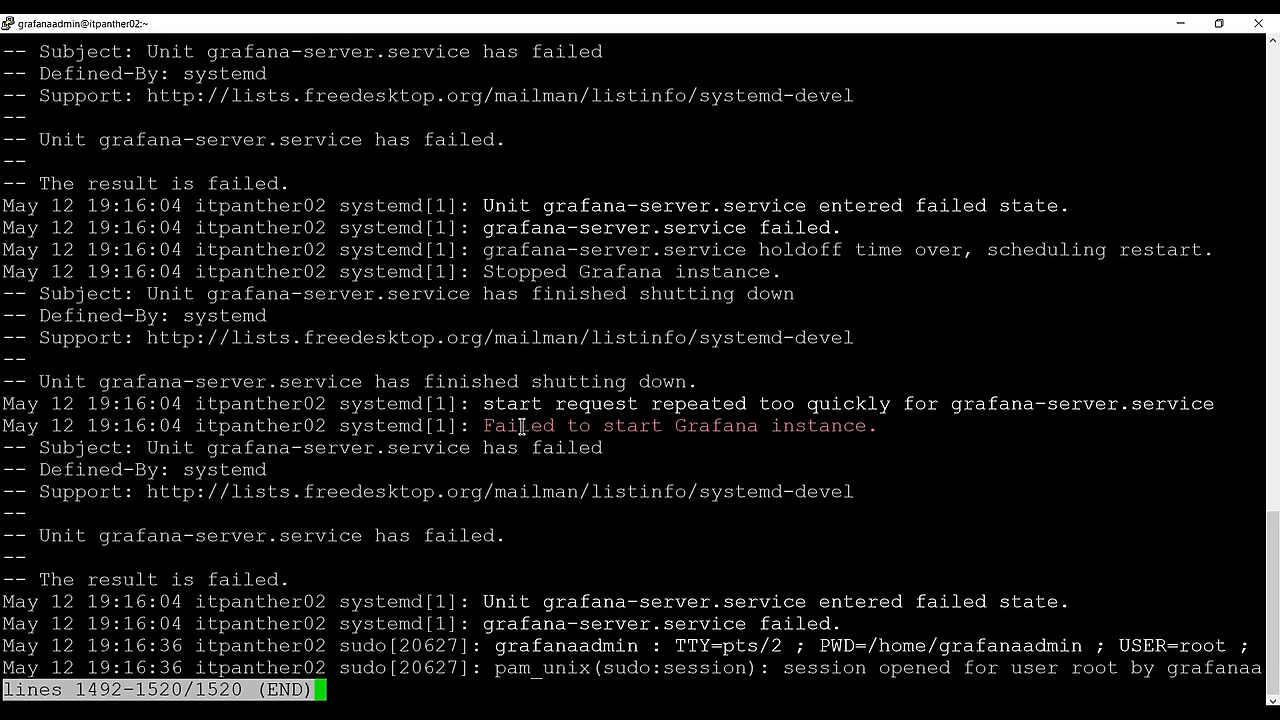 grafanaadmin@itpanther02:~
-- Subject: Unit grafana-server.service has failed
-- Defined-By: systemd
-- Support: http://lists.freedesktop.org/mailman/listinfo/systemd-devel
--
-- Unit grafana-server.service has failed.
--
-- The result is failed.
May 12 19:16:04 itpanther02 systemd[1]: Unit grafana-server.service entered failed state.
May 12 19:16:04 itpanther02 systemd[1]: grafana-server.service failed.
May 12 19:16:04 itpanther02 systemd[1]: grafana-server.service holdoff time over, scheduling restart.
May 12 19:16:04 itpanther02 systemd[1]: Stopped Grafana instance.
-- Subject: Unit grafana-server.service has finished shutting down
-- Defined-By: systemd
-- Support: http://lists.freedesktop.org/mailman/listinfo/systemd-devel
--
-- Unit grafana-server.service has finished shutting down.
May 12 19:16:04 itpanther02 systemd[1]: start request repeated too quickly for grafana-server.service
May 12 19:16:04 itpanther02 systemd[1]: Failed to start Grafana instance.
-- Subject: Unit grafana-server.service has failed
-- Defined-By: systemd
-- Support: http://lists.freedesktop.org/mailman/listinfo/systemd-devel
--
-- Unit grafana-server.service has failed.
--
-- The result is failed.
May 12 19:16:04 itpanther02 systemd[1]: Unit grafana-server.service entered failed state.
May 12 19:16:04 itpanther02 systemd[1]: grafana-server.service failed.
May 12 19:16:36 itpanther02 sudo[20627]: grafanaadmin : TTY=pts/2 ; PWD=/home/grafanaadmin ; USER=root ;
May 12 19:16:36 itpanther02 sudo[20627]: pam_unix(sudo:session): session opened for user root by grafanaa
lines 1492-1520/1520 (END)